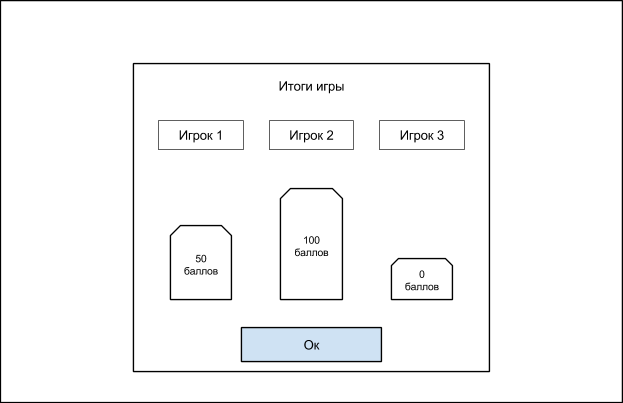 Итоги игры
Игрок 1
Игрок 2
Игрок 3
50
баллов
100
баллов
0
баллов
Ок